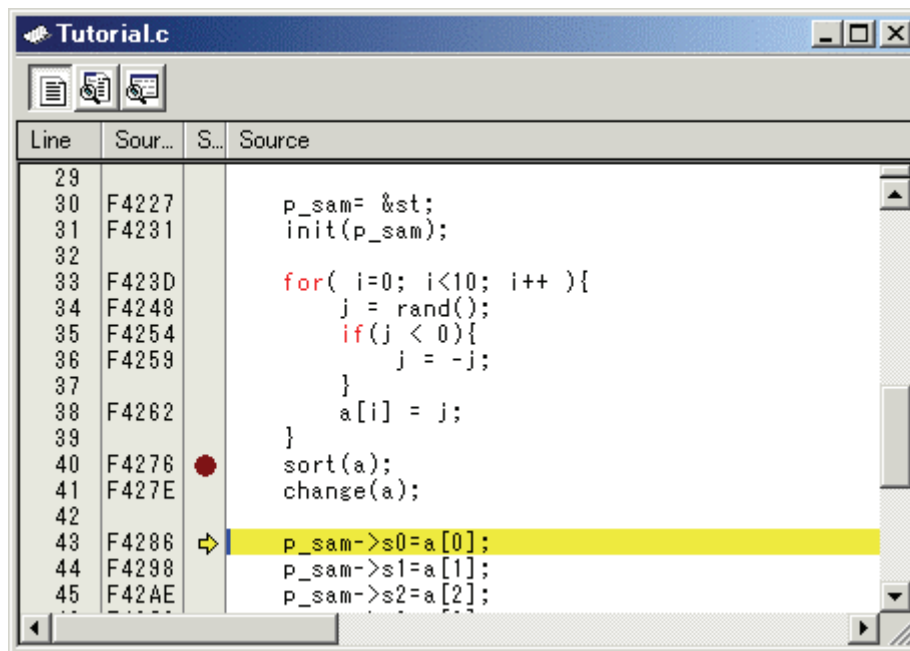 Tutorial.c
Line Sour... S... Source
29
30 F4227 p_sam= &st;
31 F4231 init(p_sam);
32
33 F423D for( i=0; i<10; i++ ){
34 F4248 j = rand();
35 F4254 if(j < 0){
36 F4259 j = -j;
37 }
38 F4262 a[i] = j;
39 }
40 F4276 sort(a);
41 F427E change(a);
42
43 F4286 p_sam->s0=a[0];
44 F4298 p_sam->s1=a[1];
45 F42AE p_sam->s2=a[2];